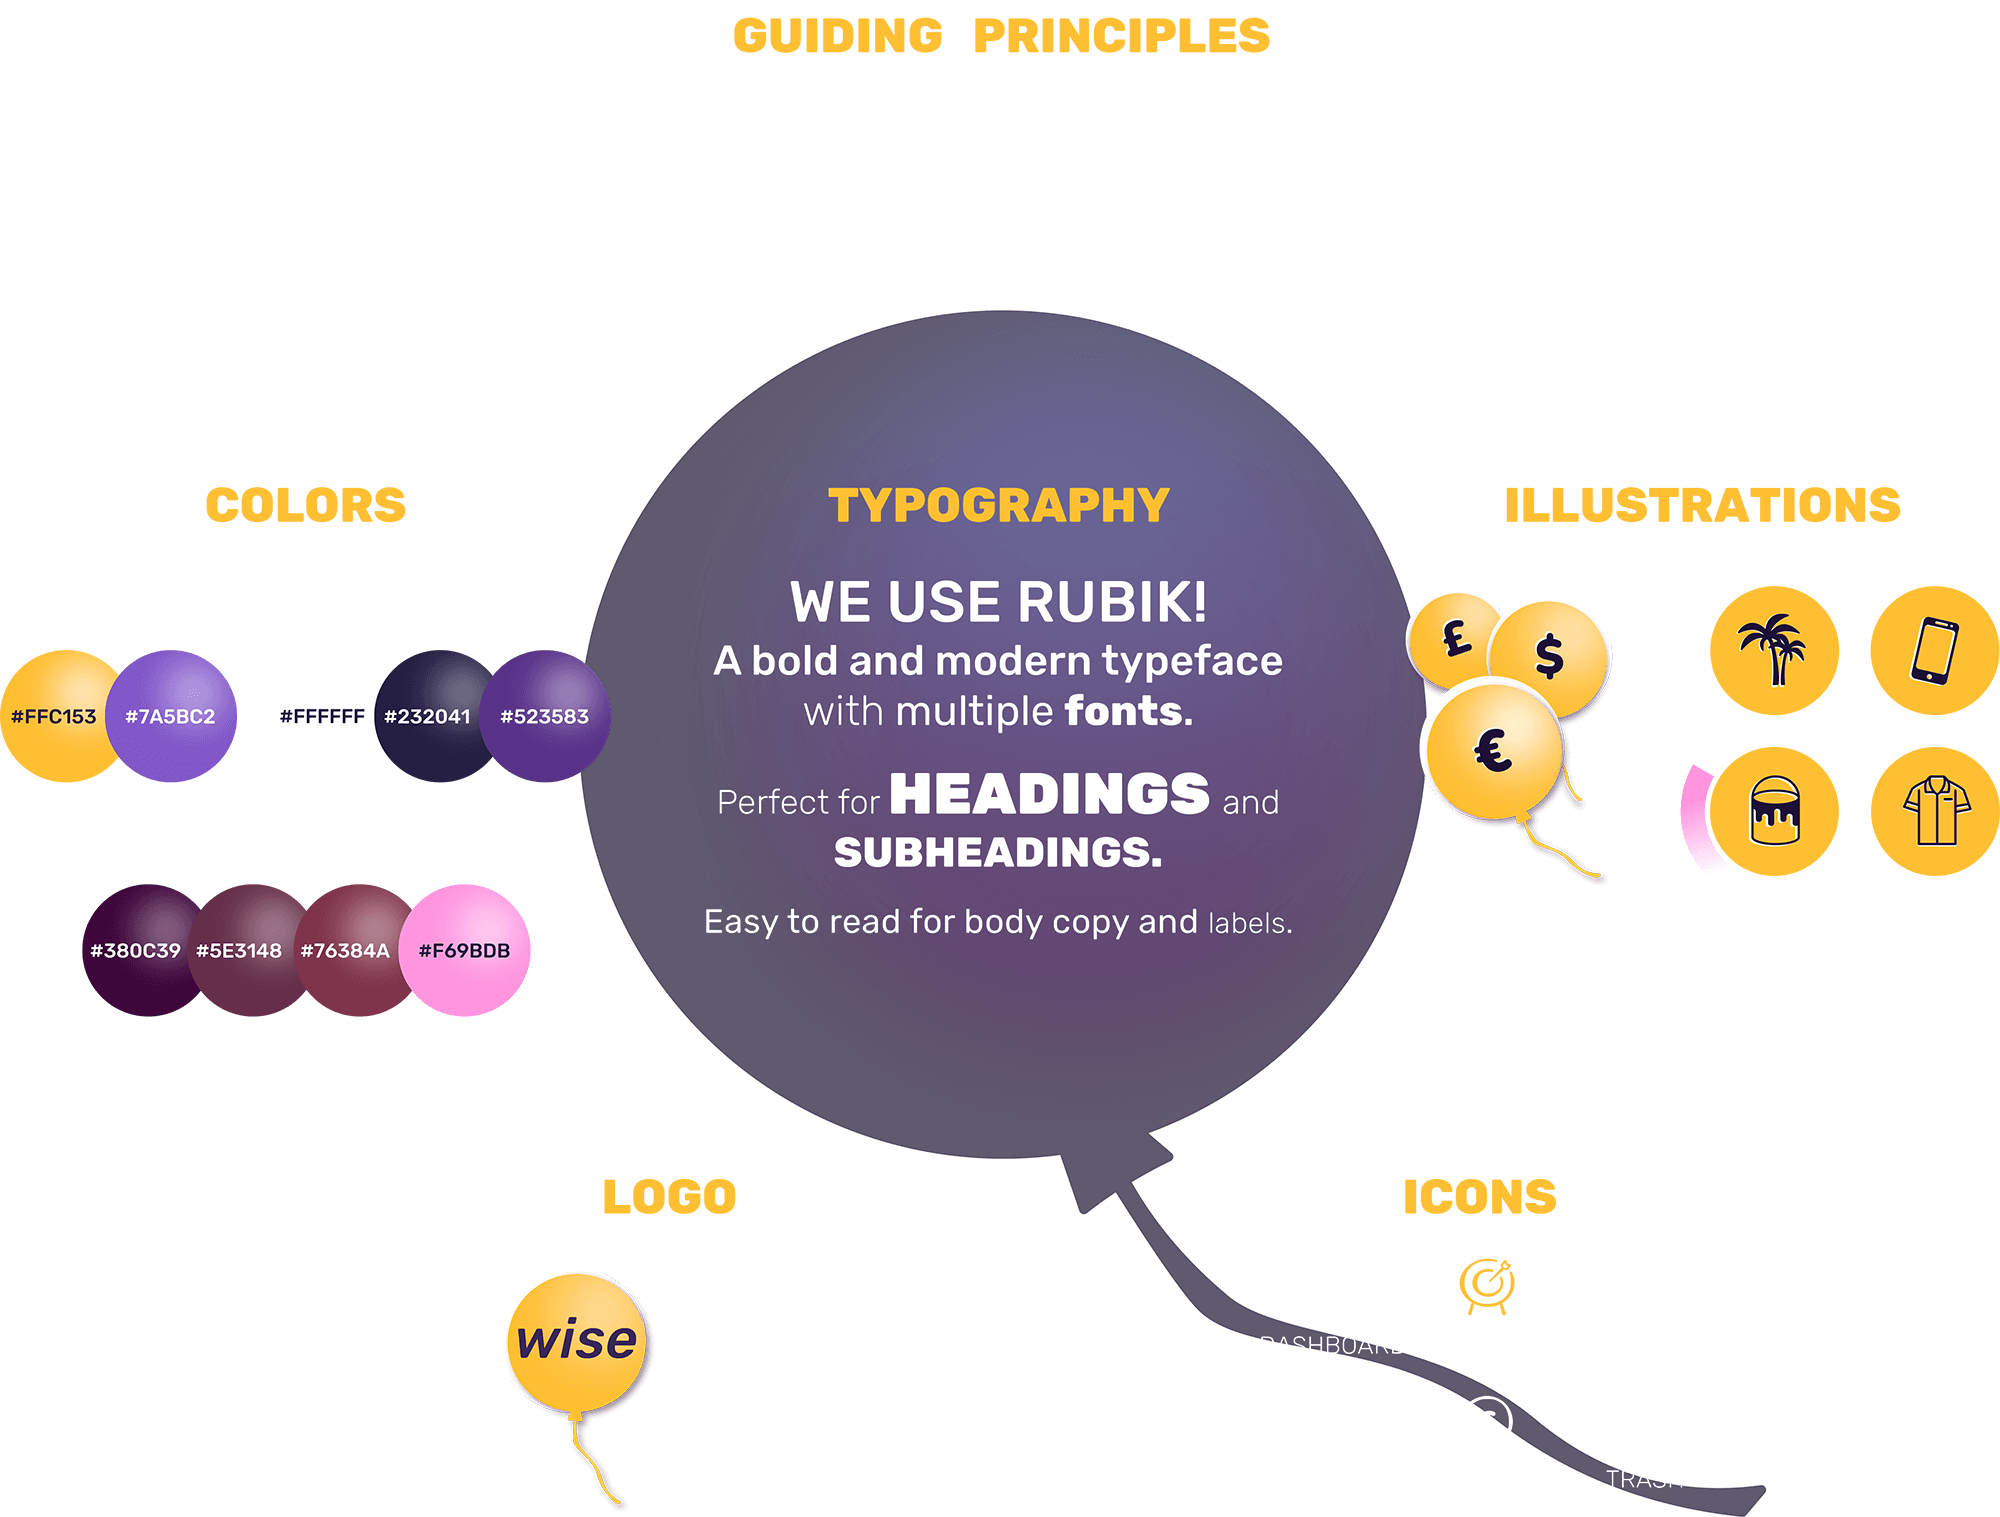 GUIDING PRINCIPLES
COLORS
#FFC153
#7A5BC2
#FFFFFF
#232041
#523583
#380C39
#5E3148
#76384A
#F69BDB
TYPOGRAPHY
WE USE RUBIK!
A bold and modern typeface
with multiple fonts.
Perfect for HEADINGS and
SUBHEADINGS.
Easy to read for body copy and labels.
ILLUSTRATIONS
£
$
€
LOGO
wise
ICONS
DASHBOARD
TRASH